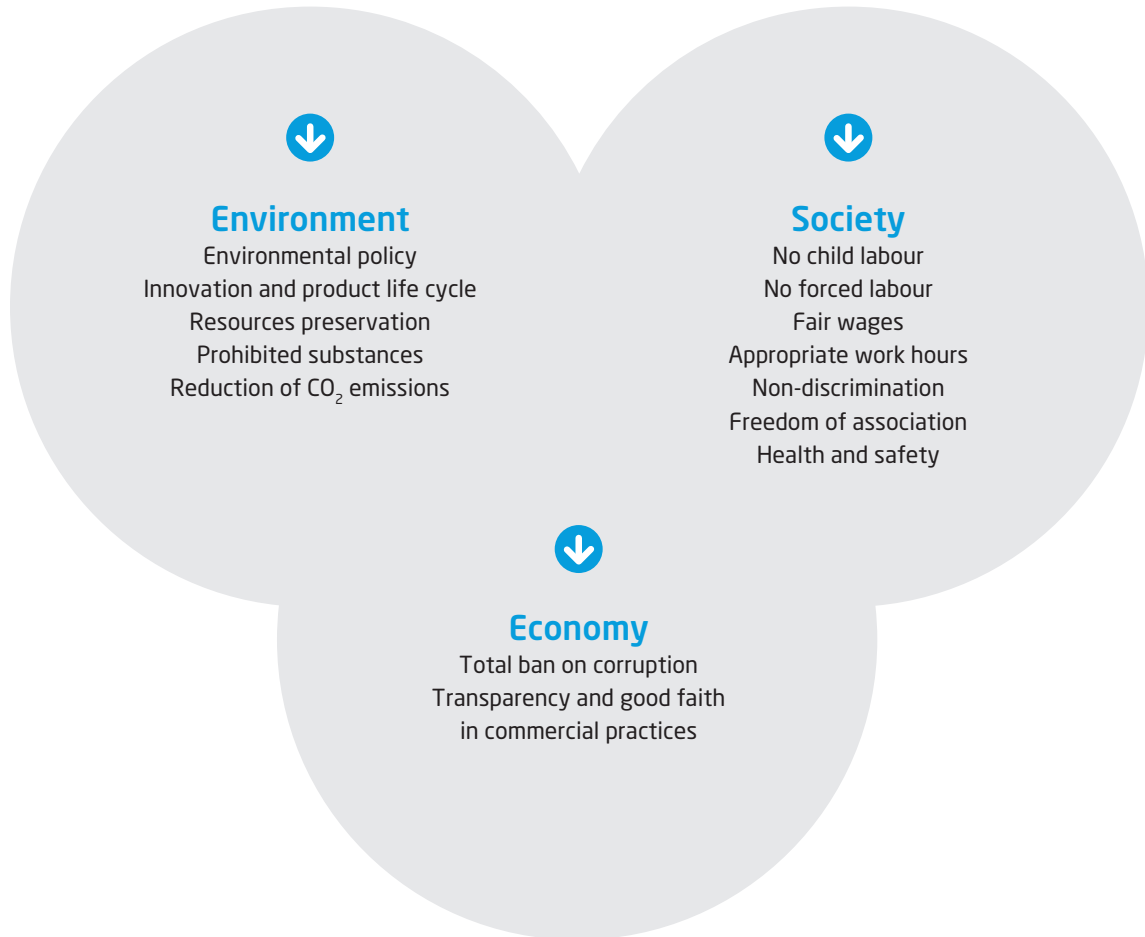 Environment
Environmental policy
Innovation and product life cycle
Resources preservation
Prohibited substances
Reduction of CO₂ emissions
Society
No child labour
No forced labour
Fair wages
Appropriate work hours
Non-discrimination
Freedom of association
Health and safety
Economy
Total ban on corruption
Transparency and good faith
in commercial practices